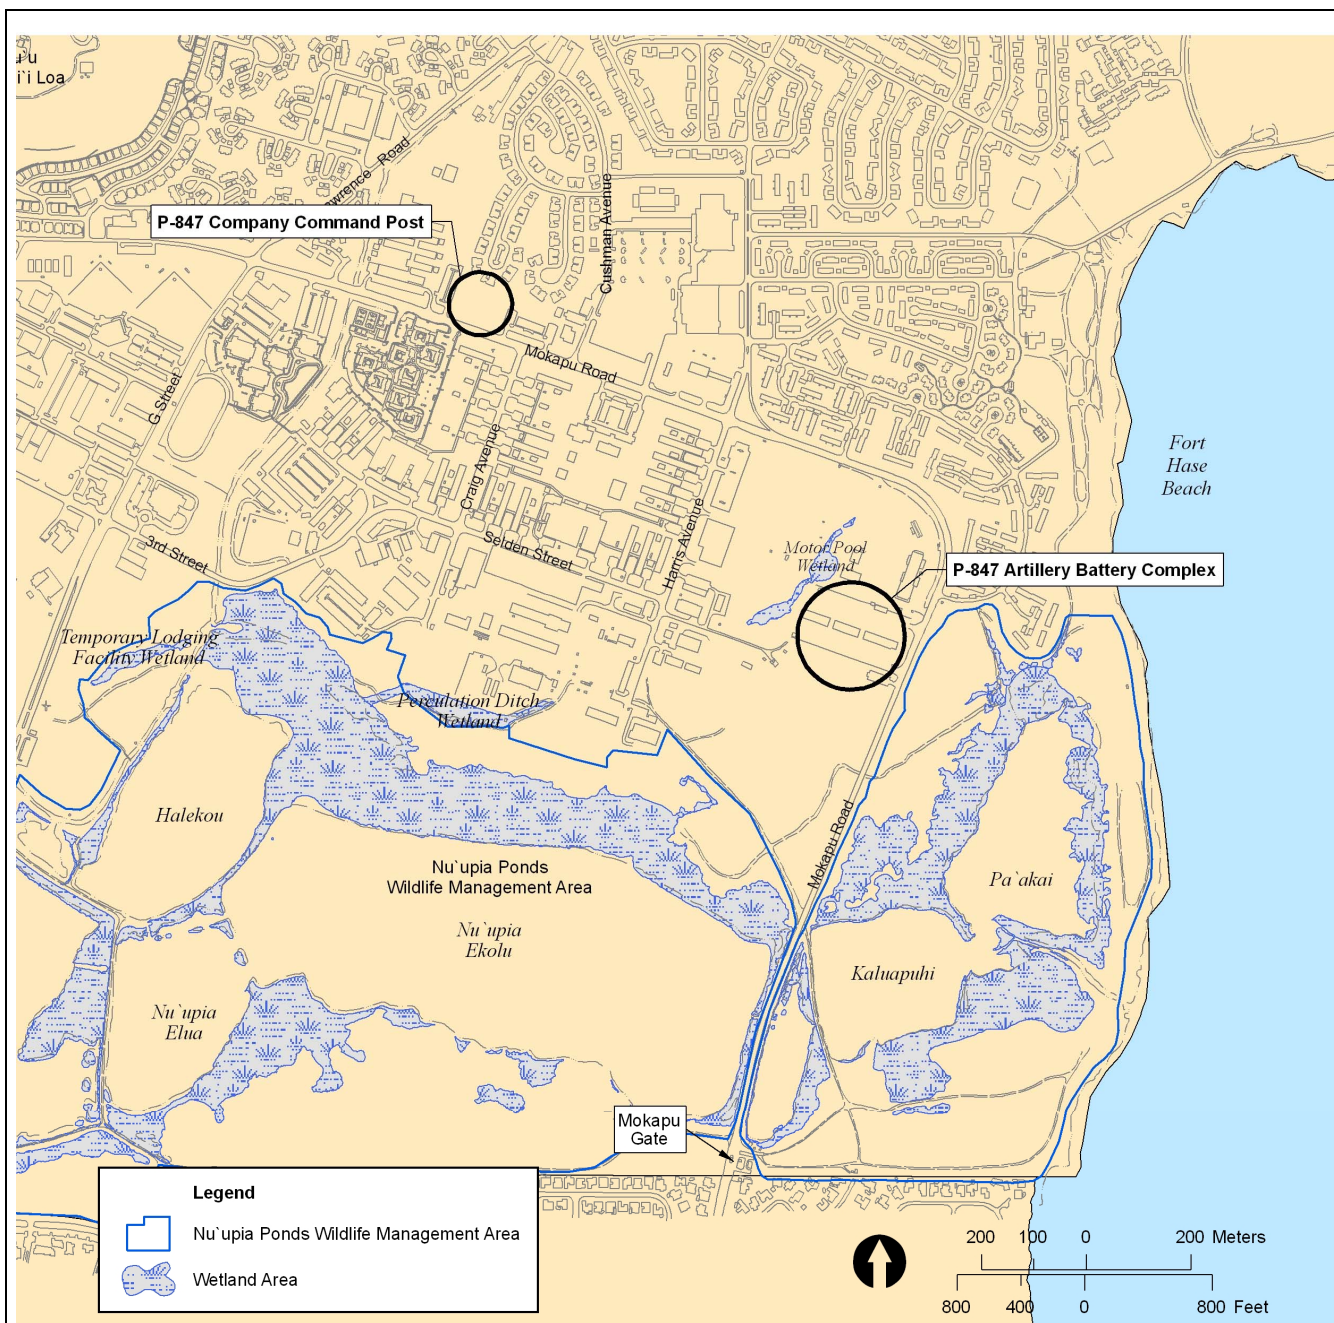 i`i Loa
Lawrence Road
P-847 Company Command Post
Cushman Avenue
Mokapu Road
G Street
Craig Avenue
Fort
Hase
Beach
3rd Street
Selden Street
Harris Avenue
Motor Pool
Wetland
P-847 Artillery Battery Complex
Temporary Lodging
Facility Wetland
Perculation Ditch
Wetland
Halekou
Mokapu Road
Nu`upia Ponds
Wildlife Management Area
Pa`akai
Nu`upia
Ekolu
Kaluapuhi
Nu`upia
Elua
Mokapu
Gate
Legend
Nu`upia Ponds Wildlife Management Area
Wetland Area
200 100 0 200 Meters
800 400 0 800 Feet